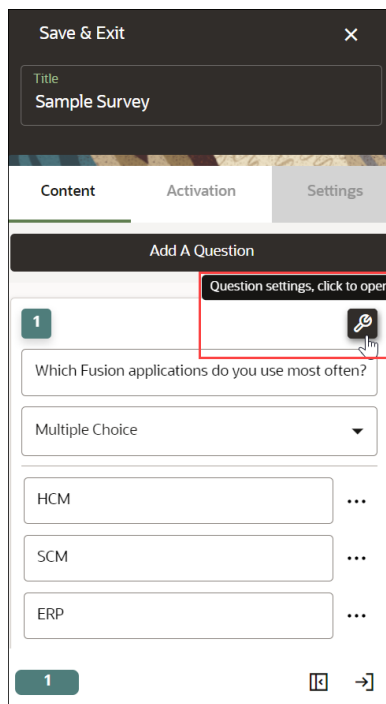 Save & Exit
Title
Sample Survey
Content
Activation
Settings
Add A Question
Question settings, click to open
1
Which Fusion applications do you use most often?
Multiple Choice
HCM
SCM
ERP
1